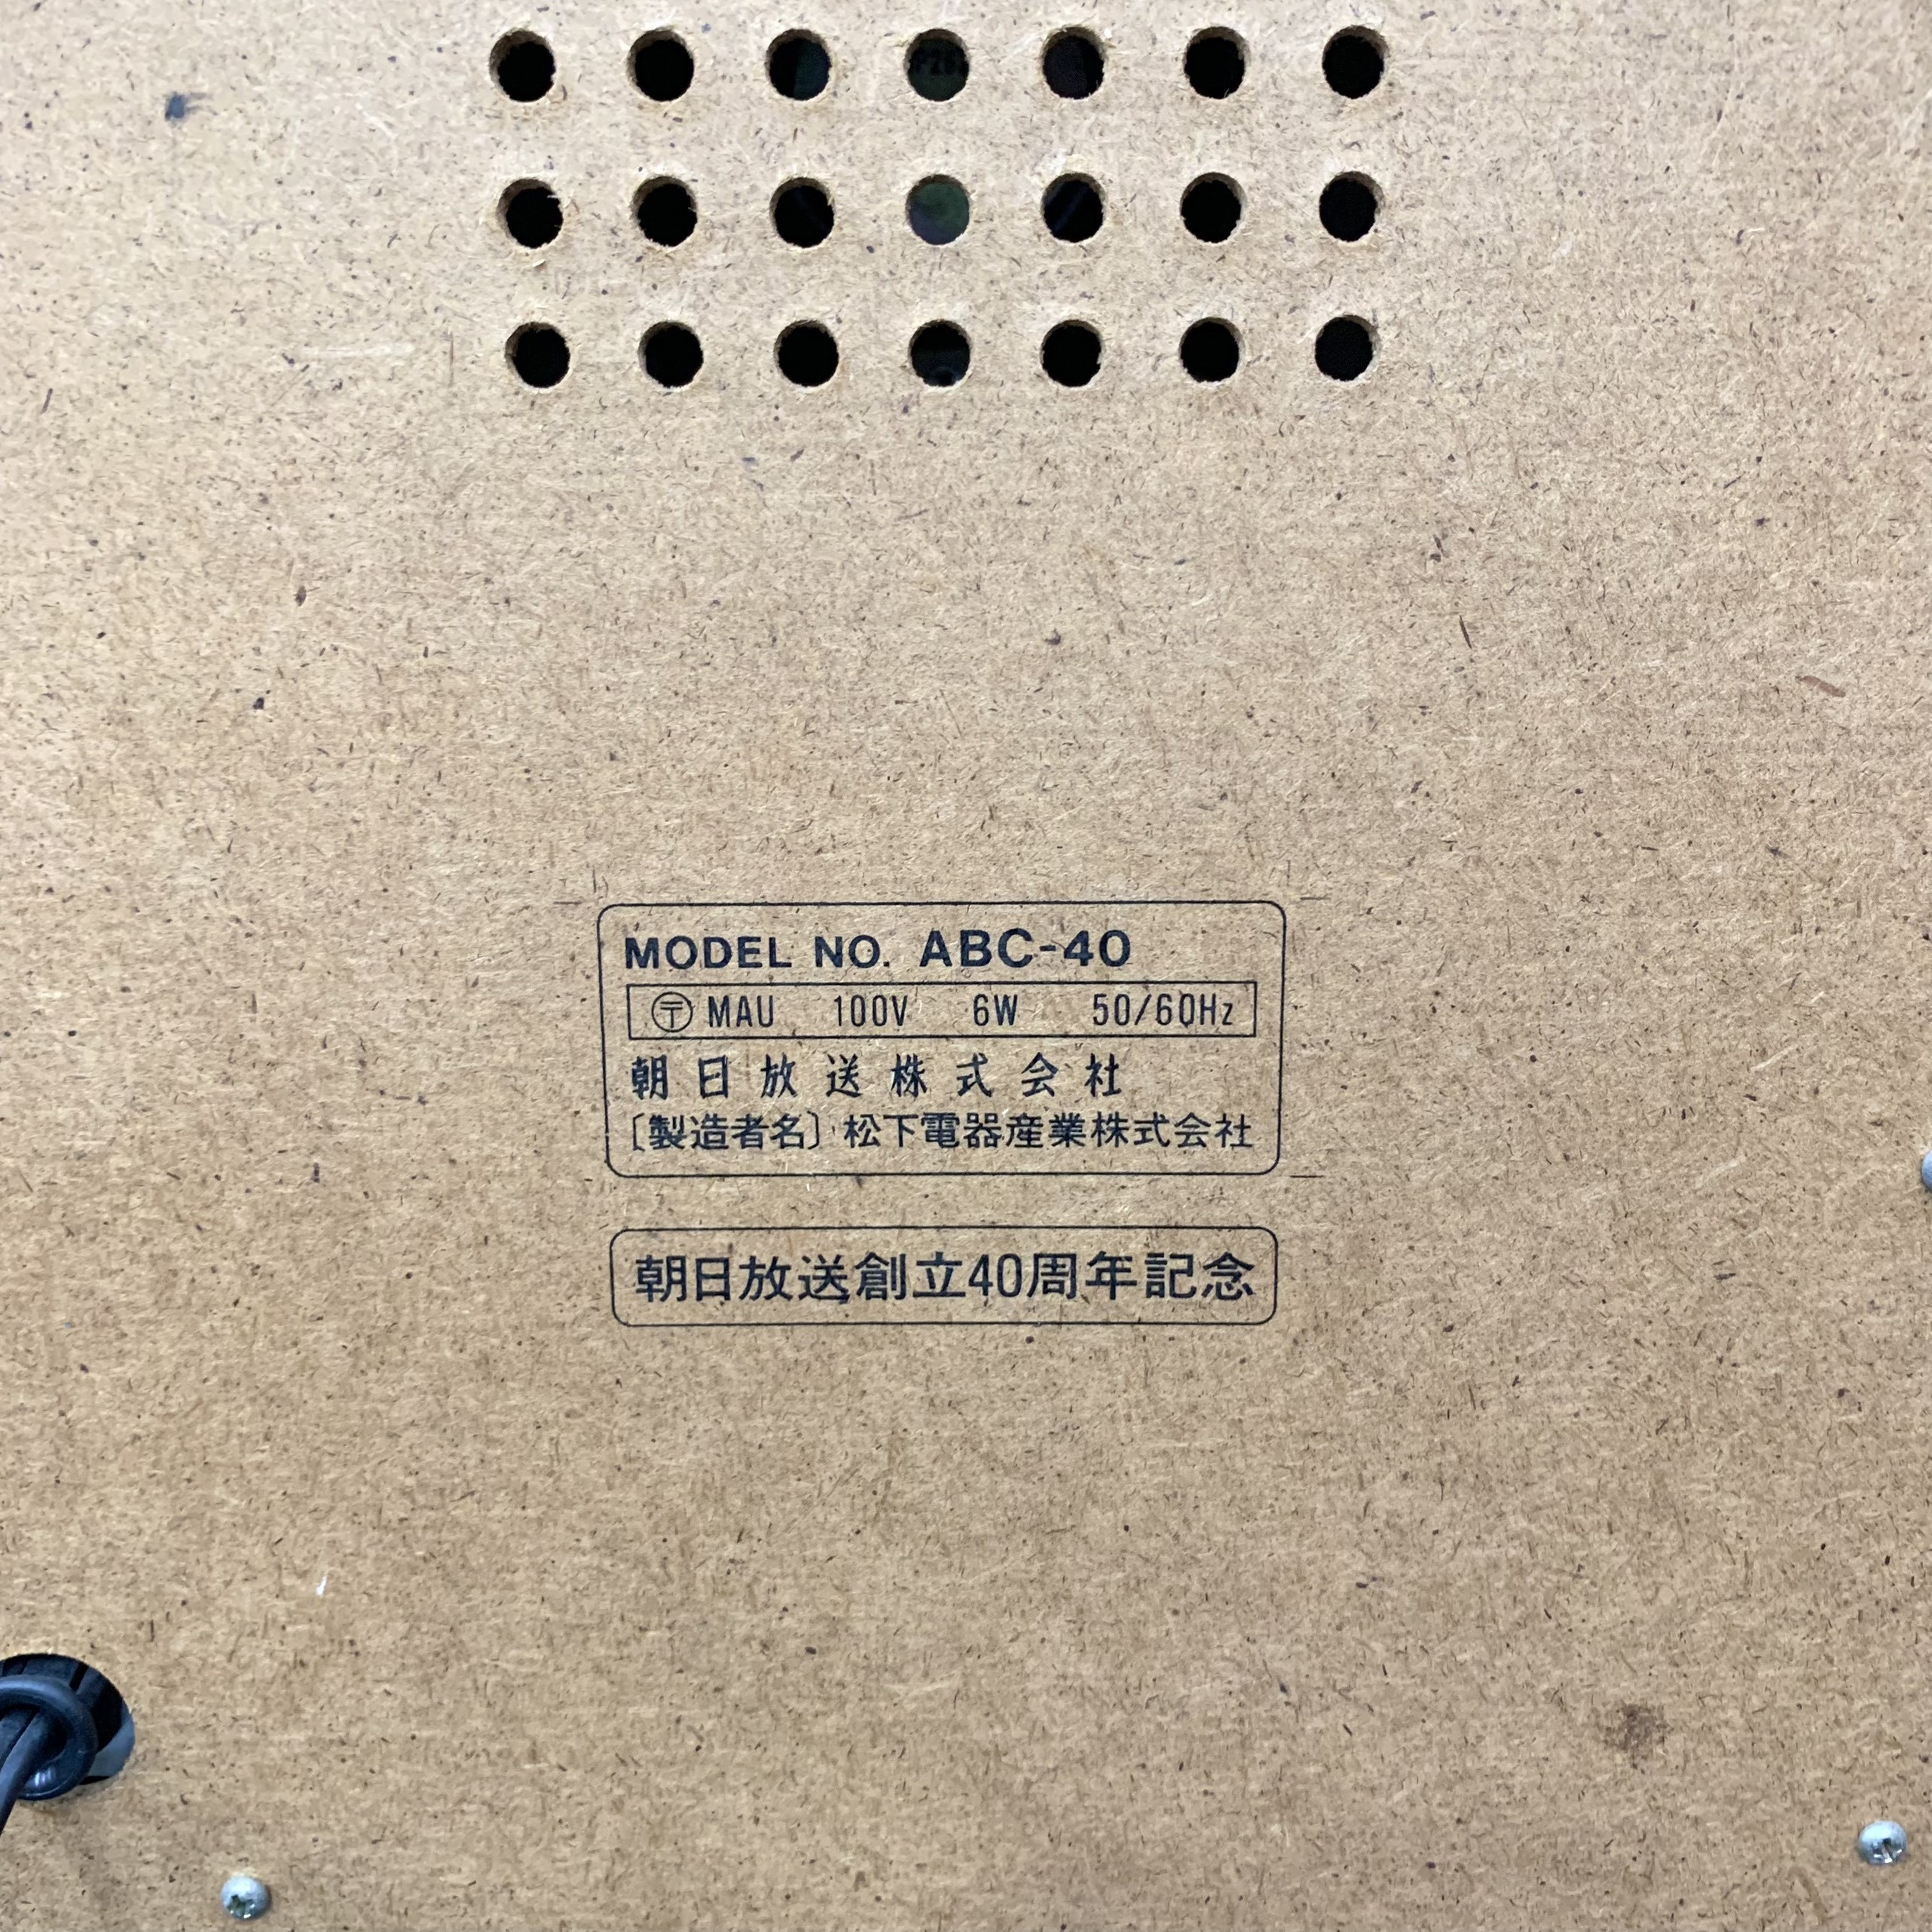 MODEL NO. ABC-40
〶 MAU 100V 6W 50/60Hz
朝日放送株式会社
〔製造者名〕松下電器産業株式会社
朝日放送創立40周年記念